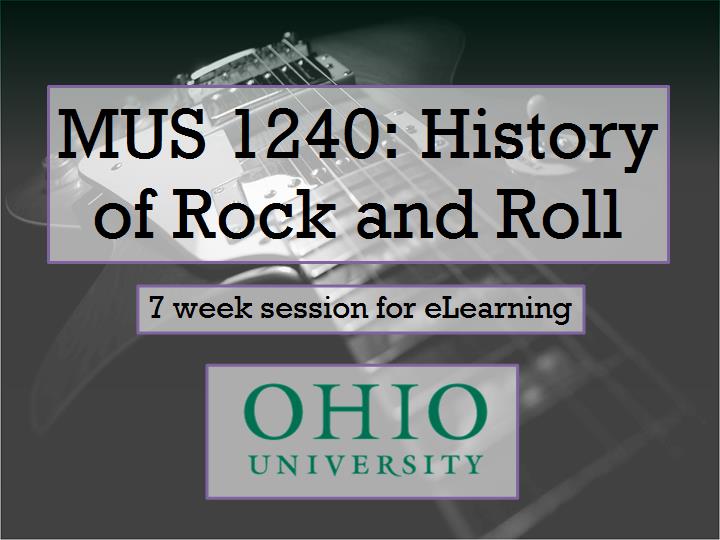 MUS 1240: History
of Rock and Roll
7 week session for eLearning
OHIO
UNIVERSITY